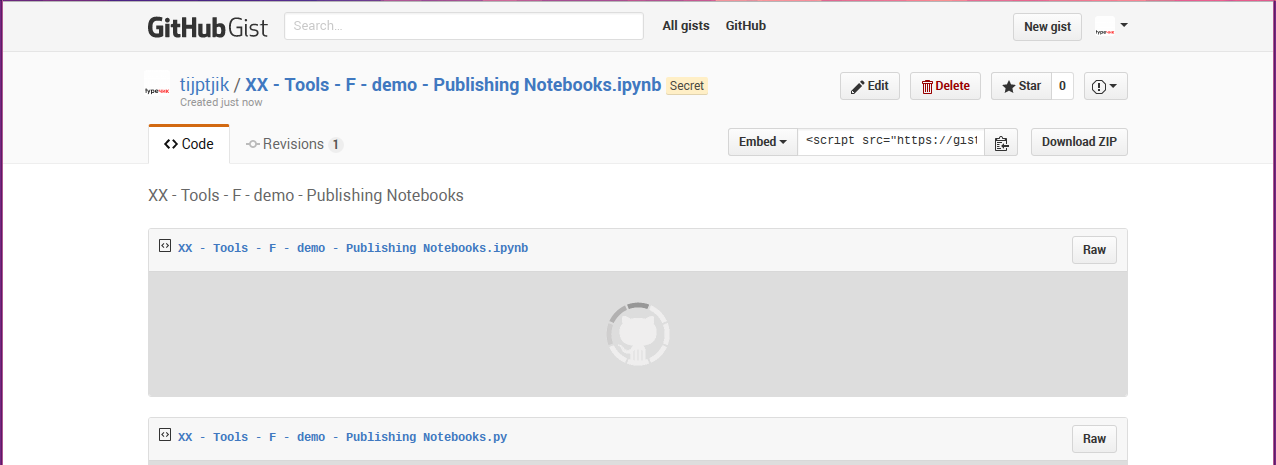 GitHub Gist Search... All gists GitHub New gist
tijptjik / XX - Tools - F - demo - Publishing Notebooks.ipynb Secret Edit Delete Star 0
Created just now
Code Revisions 1 Embed <script src="https://gist Download ZIP
XX - Tools - F - demo - Publishing Notebooks
XX - Tools - F - demo - Publishing Notebooks.ipynb Raw
XX - Tools - F - demo - Publishing Notebooks.py Raw